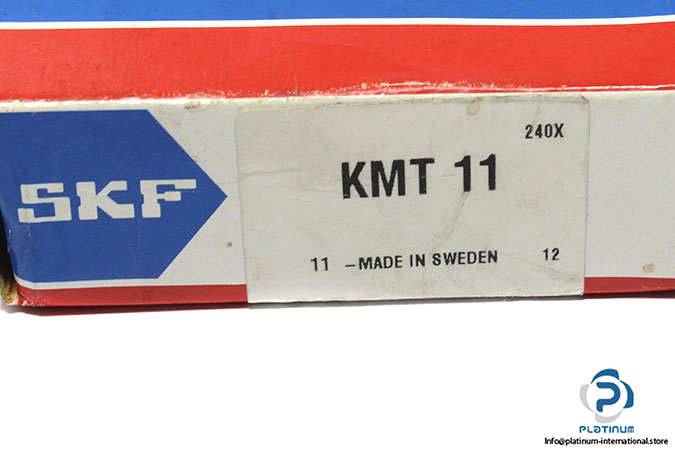 SKF
240X
KMT 11
11 –MADE IN SWEDEN 12
P
PLATINUM
Info@platinum-international.store